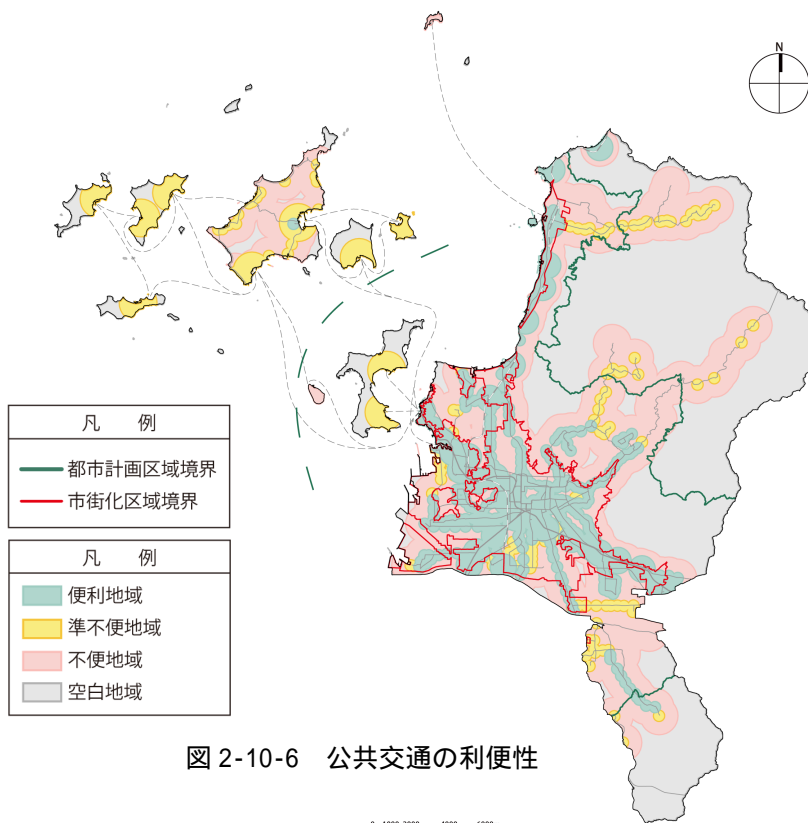 N
凡 例
都市計画区域境界
市街化区域境界
凡 例
便利地域
準不便地域
不便地域
空白地域
図 2-10-6 公共交通の利便性